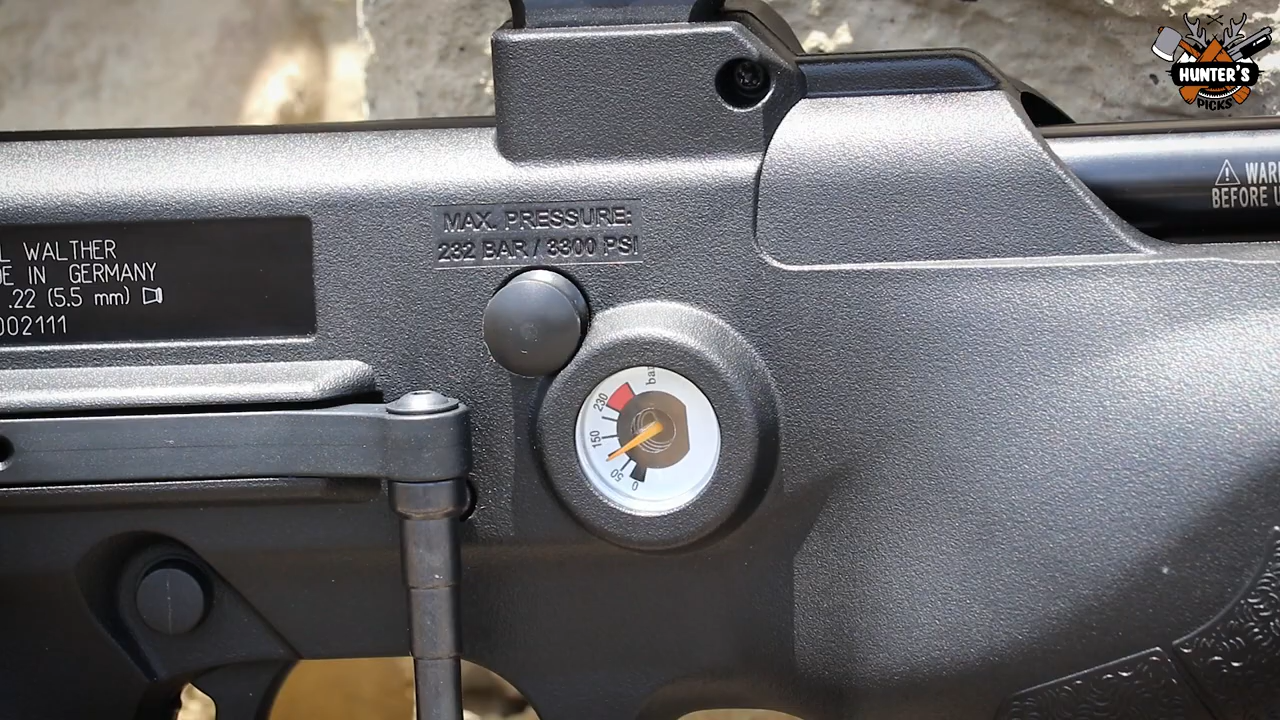 HUNTER'S
PICKS
MAX. PRESSURE:
232 BAR / 3300 PSI
L WALTHER
DE IN GERMANY
.22 (5.5 mm)
002111
WAR
BEFORE U
bar
230
150
50
0